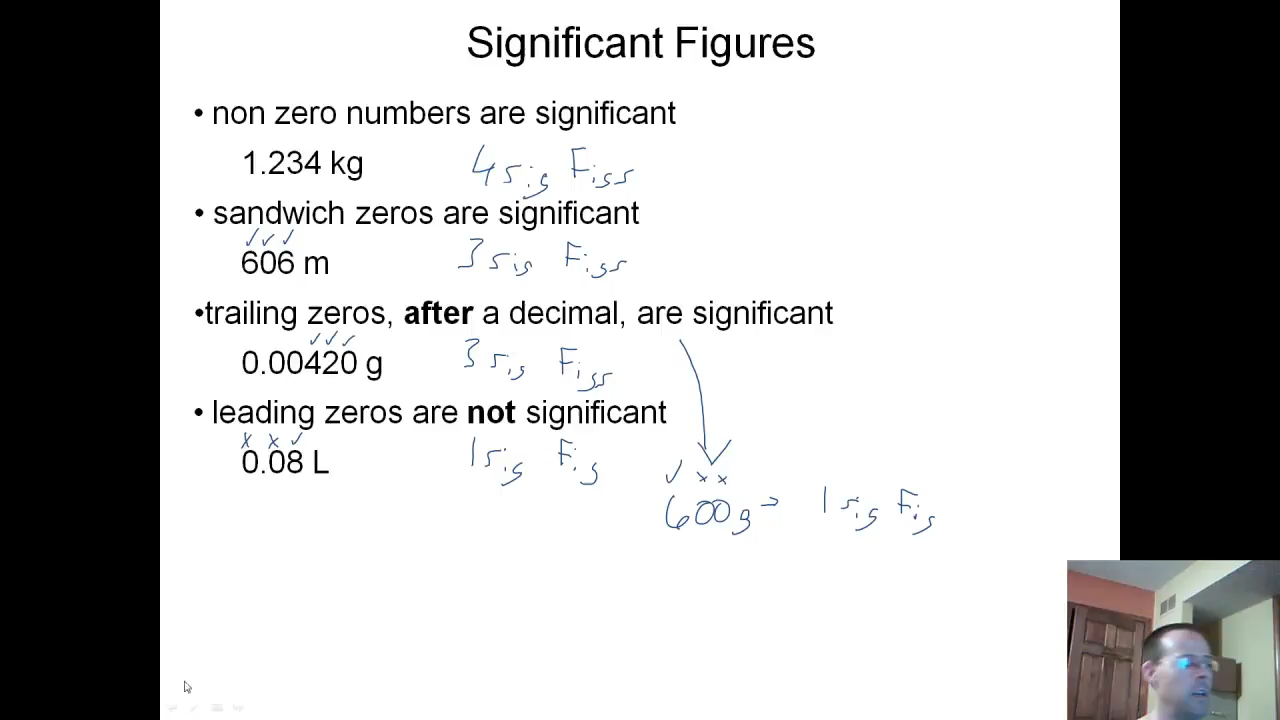 Significant Figures
• non zero numbers are significant
1.234 kg 4 sig Figs
• sandwich zeros are significant
✓✓✓
606 m 3 sig Figs
•trailing zeros, after a decimal, are significant
✓✓✓
0.00420 g 3 sig Figs
• leading zeros are not significant
x x ✓
0.08 L 1 sig Fig
✓ x x
600g → 1 sig Fig